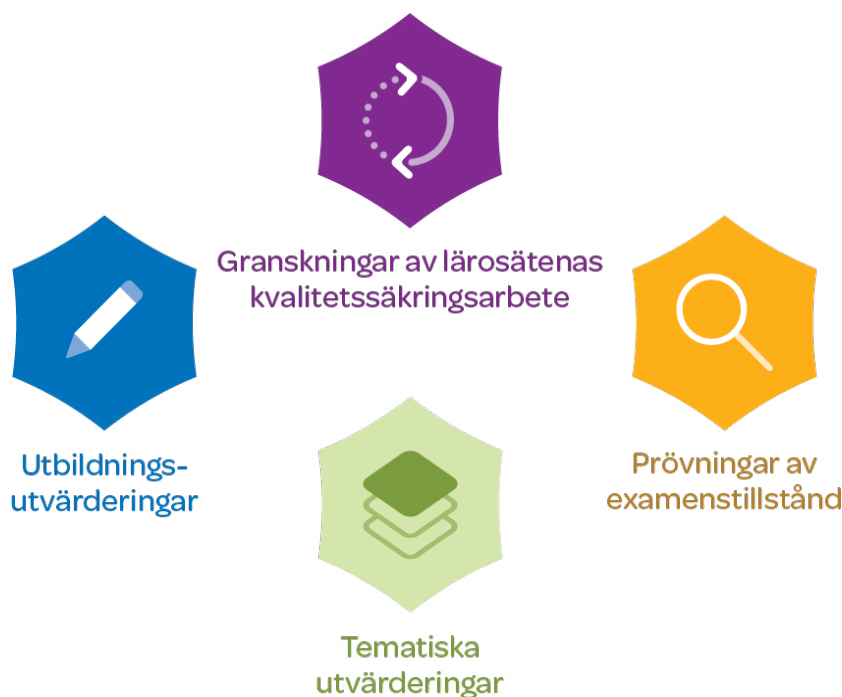 Granskningar av lärosätenas
kvalitetssäkringsarbete
Utbildnings-
utvärderingar
Prövningar av
examenstillstånd
Tematiska
utvärderingar